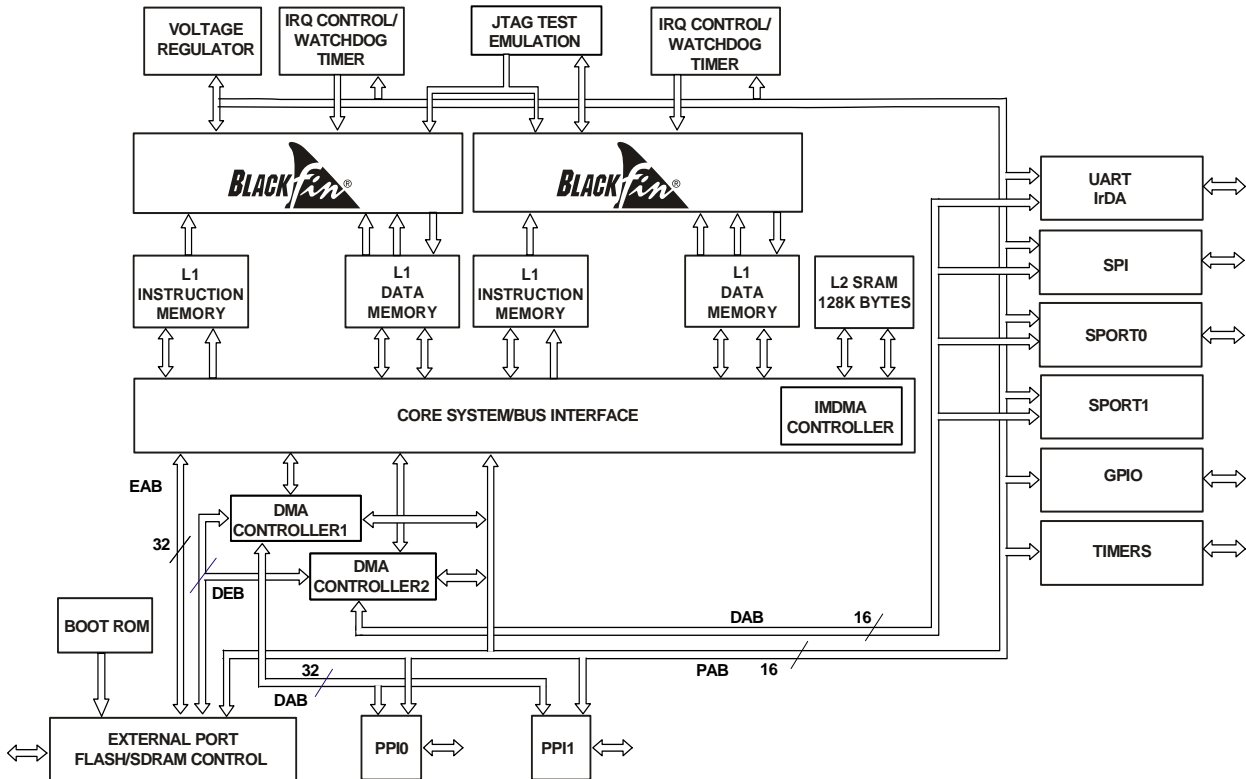 VOLTAGE
REGULATOR
IRQ CONTROL/
WATCHDOG
TIMER
JTAG TEST
EMULATION
IRQ CONTROL/
WATCHDOG
TIMER
BLACKfin®
BLACKfin®
UART
IrDA
L1
INSTRUCTION
MEMORY
L1
DATA
MEMORY
L1
INSTRUCTION
MEMORY
L1
DATA
MEMORY
L2 SRAM
128K BYTES
SPI
SPORT0
SPORT1
CORE SYSTEM/BUS INTERFACE
IMDMA
CONTROLLER
GPIO
TIMERS
EAB
32
DMA
CONTROLLER1
DMA
CONTROLLER2
DEB
BOOT ROM
DAB
16
PAB
16
32
DAB
EXTERNAL PORT
FLASH/SDRAM CONTROL
PPI0
PPI1